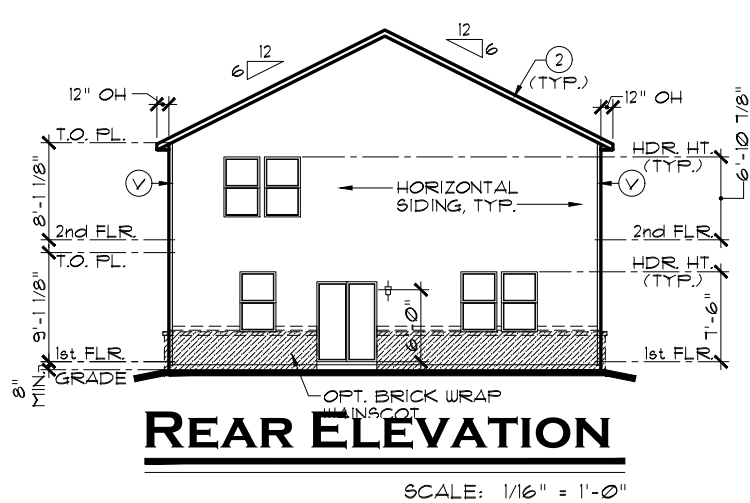 12
6
12
6
2
(TYP.)
12" OH
12" OH
T.O. PL.
HDR. HT.
(TYP.)
6'-10 7/8"
V
V
HORIZONTAL
SIDING, TYP.
8'-1 1/8"
2nd FLR.
2nd FLR.
T.O. PL.
HDR. HT.
(TYP.)
9'-1 1/8"
6'-0"
7'-6"
1st FLR.
1st FLR.
GRADE
8"
MIN.
OPT. BRICK WRAP
WAINSCOT
REAR ELEVATION
SCALE: 1/16" = 1'-0"